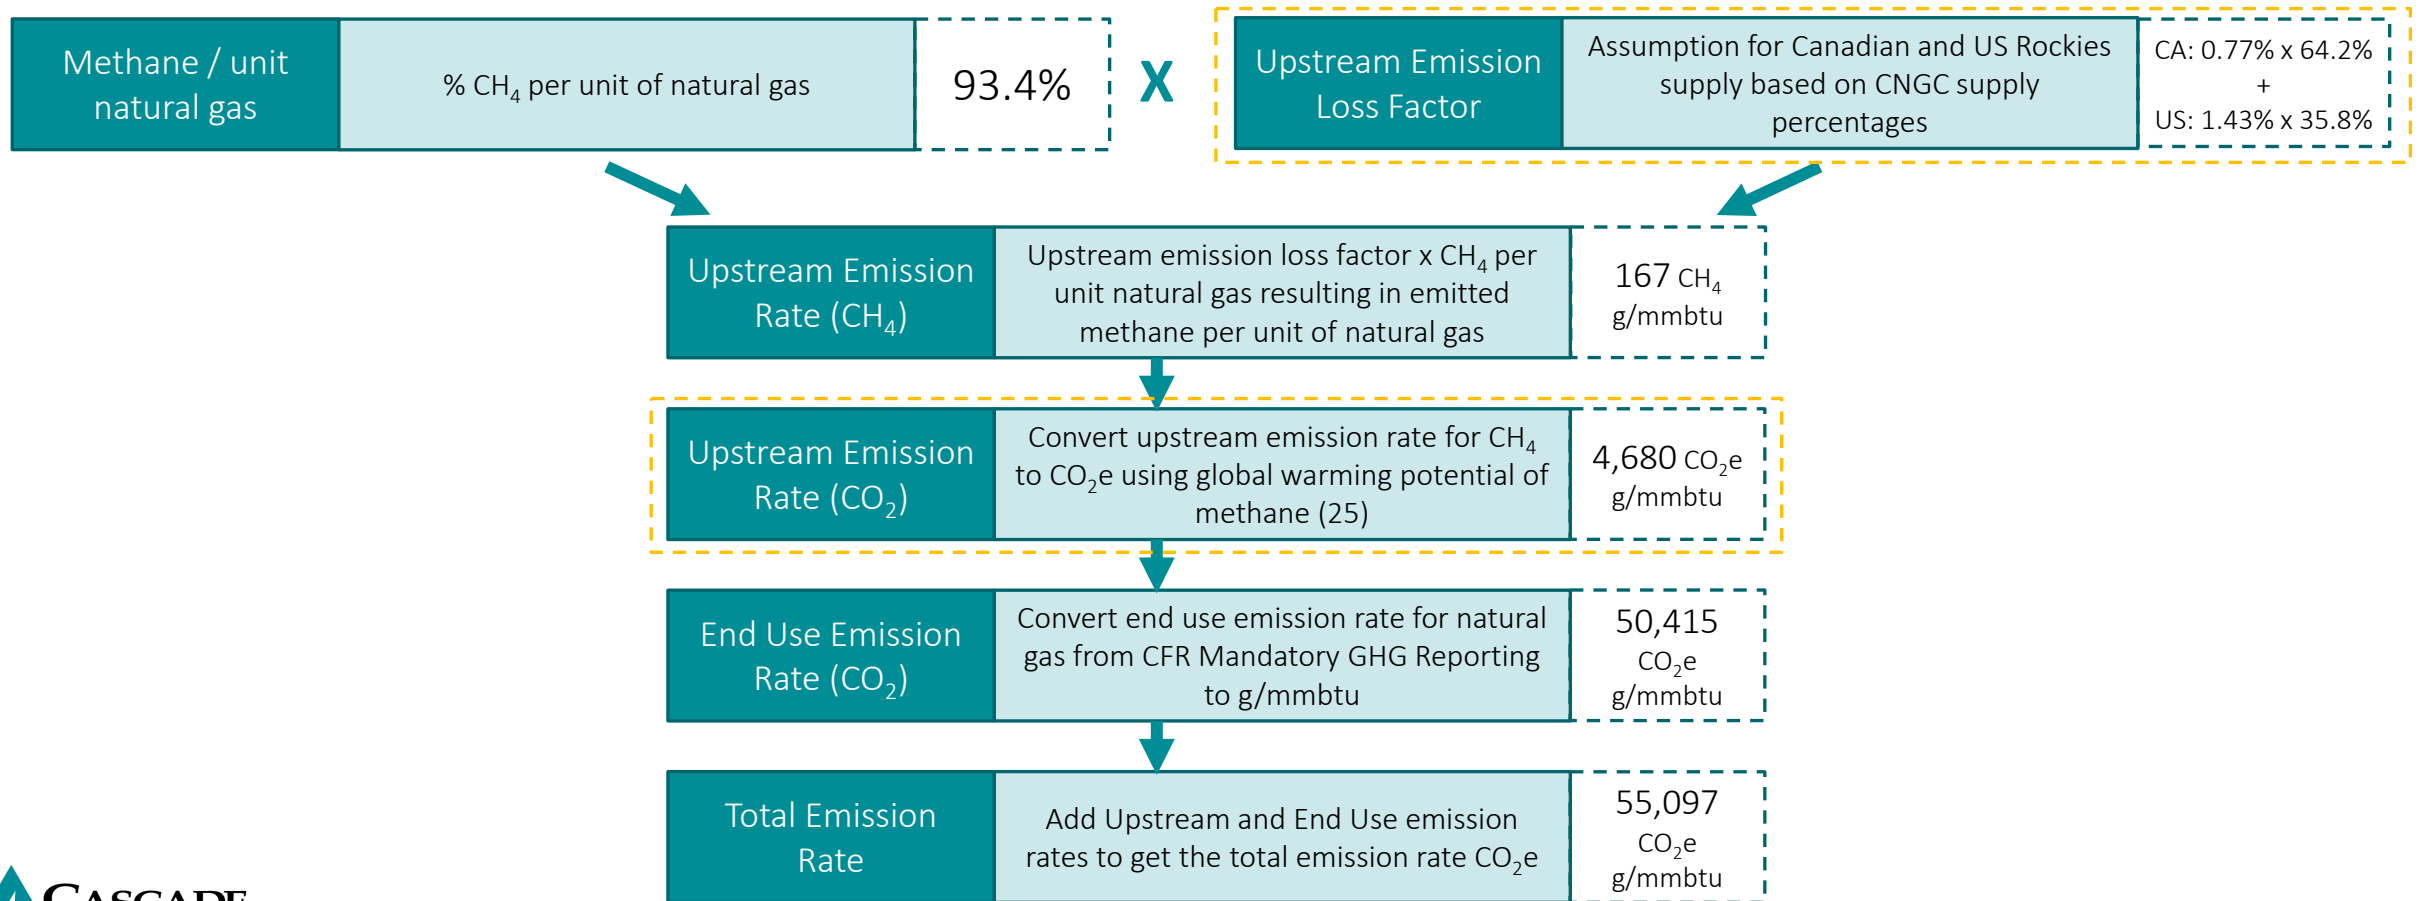 Methane / unit
natural gas
% CH₄ per unit of natural gas
93.4%
X
Upstream Emission
Loss Factor
Assumption for Canadian and US Rockies
supply based on CNGC supply
percentages
CA: 0.77% x 64.2%
+
US: 1.43% x 35.8%
Upstream Emission
Rate (CH₄)
Upstream emission loss factor x CH₄ per
unit natural gas resulting in emitted
methane per unit of natural gas
167 CH₄
g/mmbtu
Upstream Emission
Rate (CO₂)
Convert upstream emission rate for CH₄
to CO₂e using global warming potential of
methane (25)
4,680 CO₂e
g/mmbtu
End Use Emission
Rate (CO₂)
Convert end use emission rate for natural
gas from CFR Mandatory GHG Reporting
to g/mmbtu
50,415
CO₂e
g/mmbtu
Total Emission
Rate
Add Upstream and End Use emission
rates to get the total emission rate CO₂e
55,097
CO₂e
g/mmbtu
CASCADE